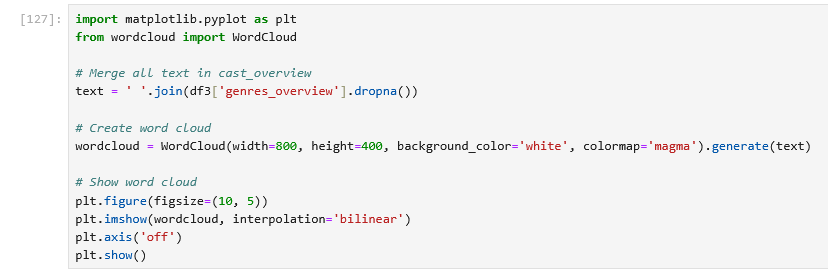 [127]:
import matplotlib.pyplot as plt
from wordcloud import WordCloud
# Merge all text in cast_overview
text = ' '.join(df3['genres_overview'].dropna())
# Create word cloud
wordcloud = WordCloud(width=800, height=400, background_color='white', colormap='magma').generate(text)
# Show word cloud
plt.figure(figsize=(10, 5))
plt.imshow(wordcloud, interpolation='bilinear')
plt.axis('off')
plt.show()